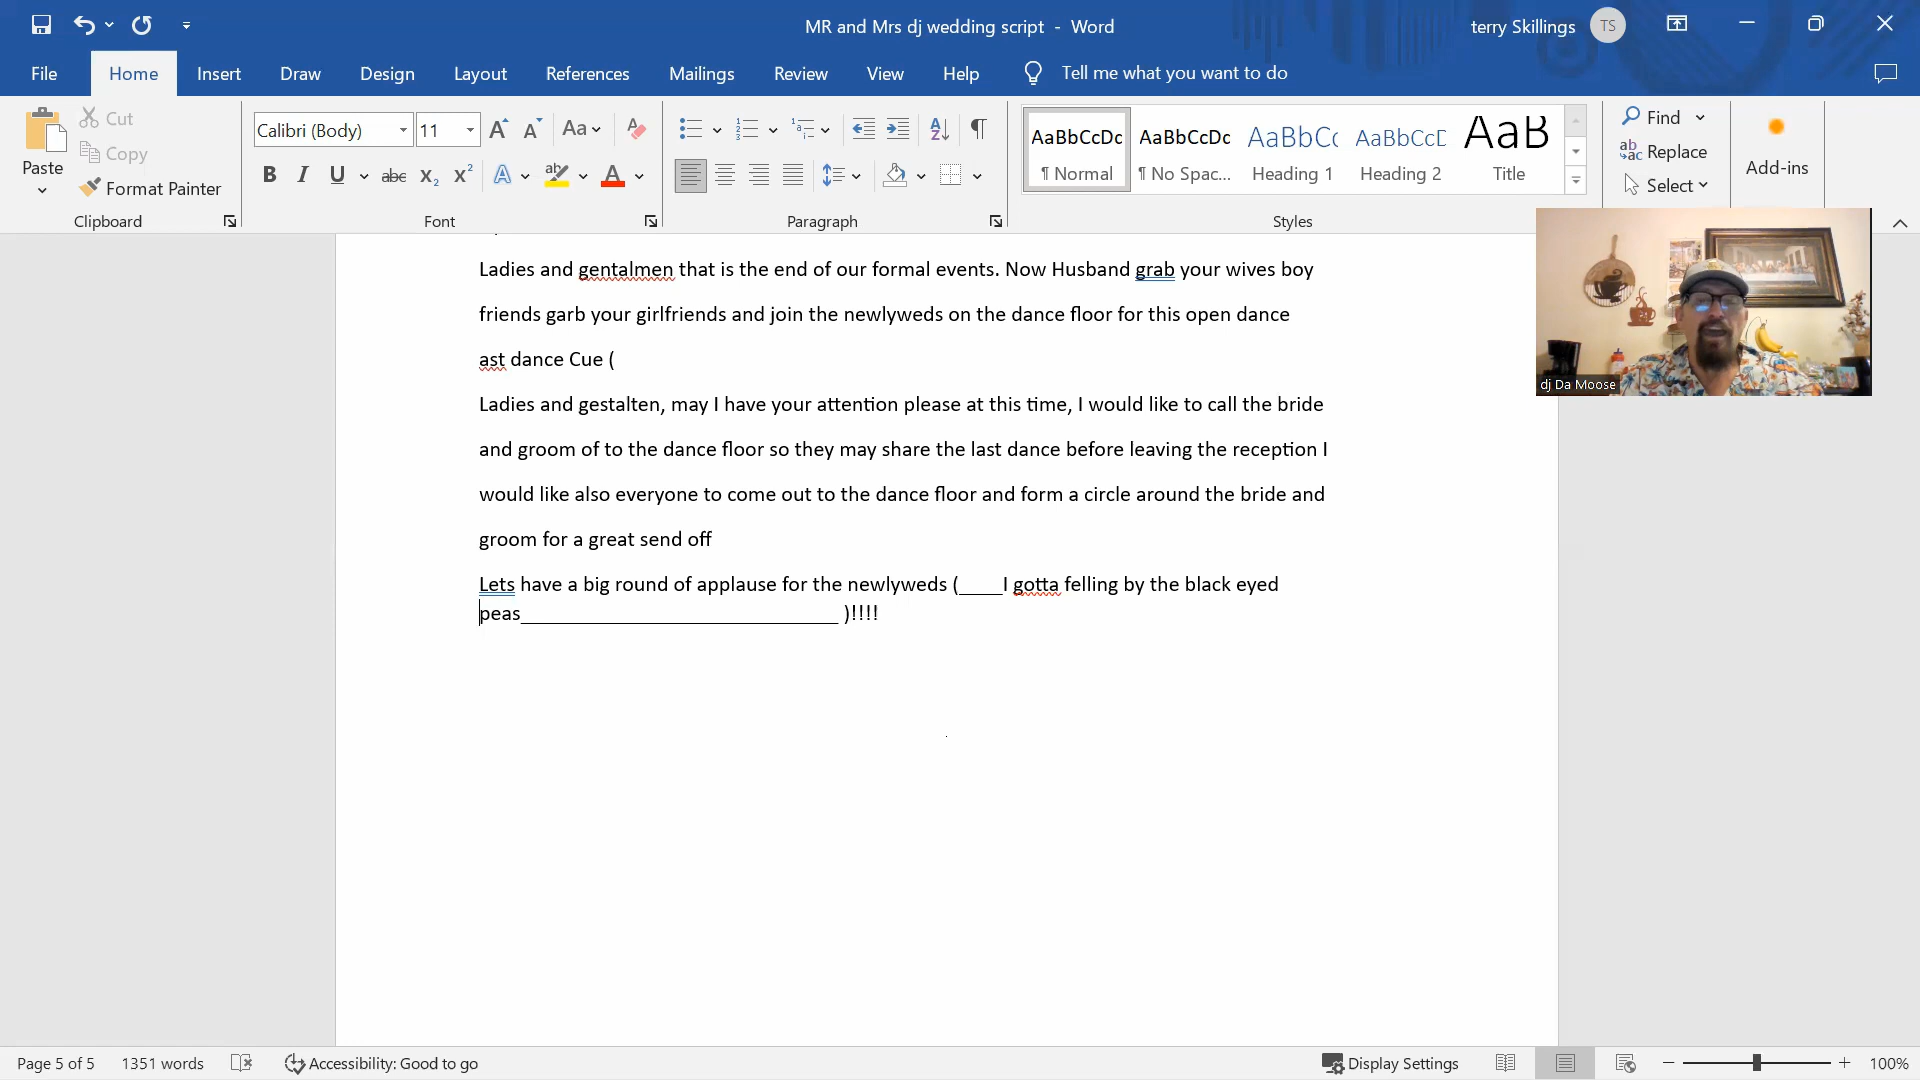 MR and Mrs dj wedding script - Word
terry Skillings TS
File Home Insert Draw Design Layout References Mailings Review View Help Tell me what you want to do
Paste
Cut
Copy
Format Painter
Clipboard
Calibri (Body) 11
Font
Paragraph
AaBbCcDc AaBbCcDc AaBbC AaBbCcD AaB
¶ Normal ¶ No Spac... Heading 1 Heading 2 Title
Styles
Find
Replace
Select
Add-ins
Ladies and gentalmen that is the end of our formal events. Now Husband grab your wives boy
friends garb your girlfriends and join the newlyweds on the dance floor for this open dance
ast dance Cue (
Ladies and gestalten, may I have your attention please at this time, I would like to call the bride
and groom of to the dance floor so they may share the last dance before leaving the reception I
would like also everyone to come out to the dance floor and form a circle around the bride and
groom for a great send off
Lets have a big round of applause for the newlyweds (____I gotta felling by the black eyed
peas_____________________________ )!!!!
dj Da Moose
Page 5 of 5 1351 words Accessibility: Good to go Display Settings 100%